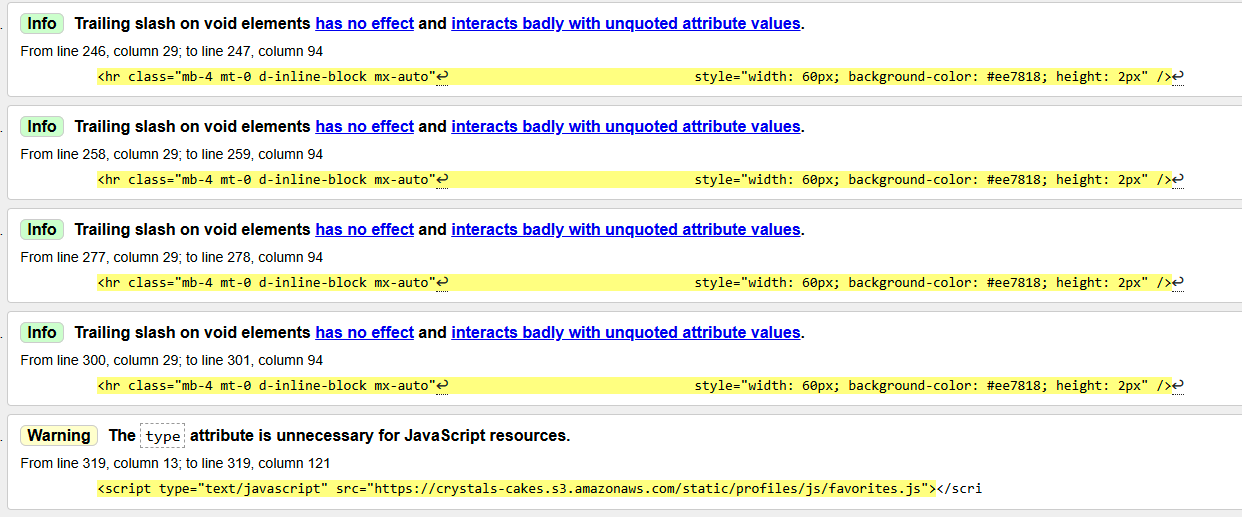 Info Trailing slash on void elements has no effect and interacts badly with unquoted attribute values.
From line 246, column 29; to line 247, column 94
<hr class="mb-4 mt-0 d-inline-block mx-auto"↩ style="width: 60px; background-color: #ee7818; height: 2px" />↩
Info Trailing slash on void elements has no effect and interacts badly with unquoted attribute values.
From line 258, column 29; to line 259, column 94
<hr class="mb-4 mt-0 d-inline-block mx-auto"↩ style="width: 60px; background-color: #ee7818; height: 2px" />↩
Info Trailing slash on void elements has no effect and interacts badly with unquoted attribute values.
From line 277, column 29; to line 278, column 94
<hr class="mb-4 mt-0 d-inline-block mx-auto"↩ style="width: 60px; background-color: #ee7818; height: 2px" />↩
Info Trailing slash on void elements has no effect and interacts badly with unquoted attribute values.
From line 300, column 29; to line 301, column 94
<hr class="mb-4 mt-0 d-inline-block mx-auto"↩ style="width: 60px; background-color: #ee7818; height: 2px" />↩
Warning The type attribute is unnecessary for JavaScript resources.
From line 319, column 13; to line 319, column 121
<script type="text/javascript" src="https://crystals-cakes.s3.amazonaws.com/static/profiles/js/favorites.js"></scri